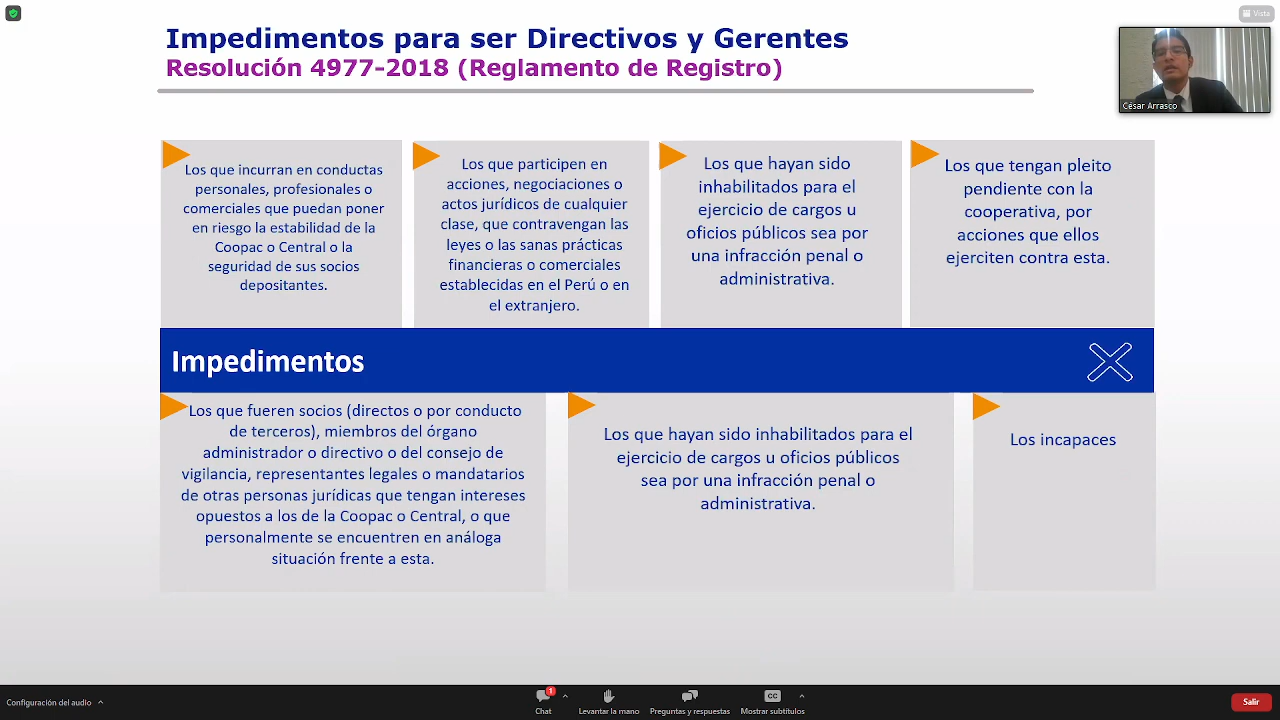 Vista
Impedimentos para ser Directivos y Gerentes
Resolución 4977-2018 (Reglamento de Registro)
César Arrasco
Los que incurran en conductas
personales, profesionales o
comerciales que puedan poner
en riesgo la estabilidad de la
Coopac o Central o la
seguridad de sus socios
depositantes.
Los que participen en
acciones, negociaciones o
actos jurídicos de cualquier
clase, que contravengan las
leyes o las sanas prácticas
financieras o comerciales
establecidas en el Perú o en
el extranjero.
Los que hayan sido
inhabilitados para el
ejercicio de cargos u
oficios públicos sea por
una infracción penal o
administrativa.
Los que tengan pleito
pendiente con la
cooperativa, por
acciones que ellos
ejerciten contra esta.
Impedimentos
Los que fueren socios (directos o por conducto
de terceros), miembros del órgano
administrador o directivo o del consejo de
vigilancia, representantes legales o mandatarios
de otras personas jurídicas que tengan intereses
opuestos a los de la Coopac o Central, o que
personalmente se encuentren en análoga
situación frente a esta.
Los que hayan sido inhabilitados para el
ejercicio de cargos u oficios públicos
sea por una infracción penal o
administrativa.
Los incapaces
Configuración del audio
1
Chat
Levantar la mano
Preguntas y respuestas
CC
Mostrar subtítulos
Salir